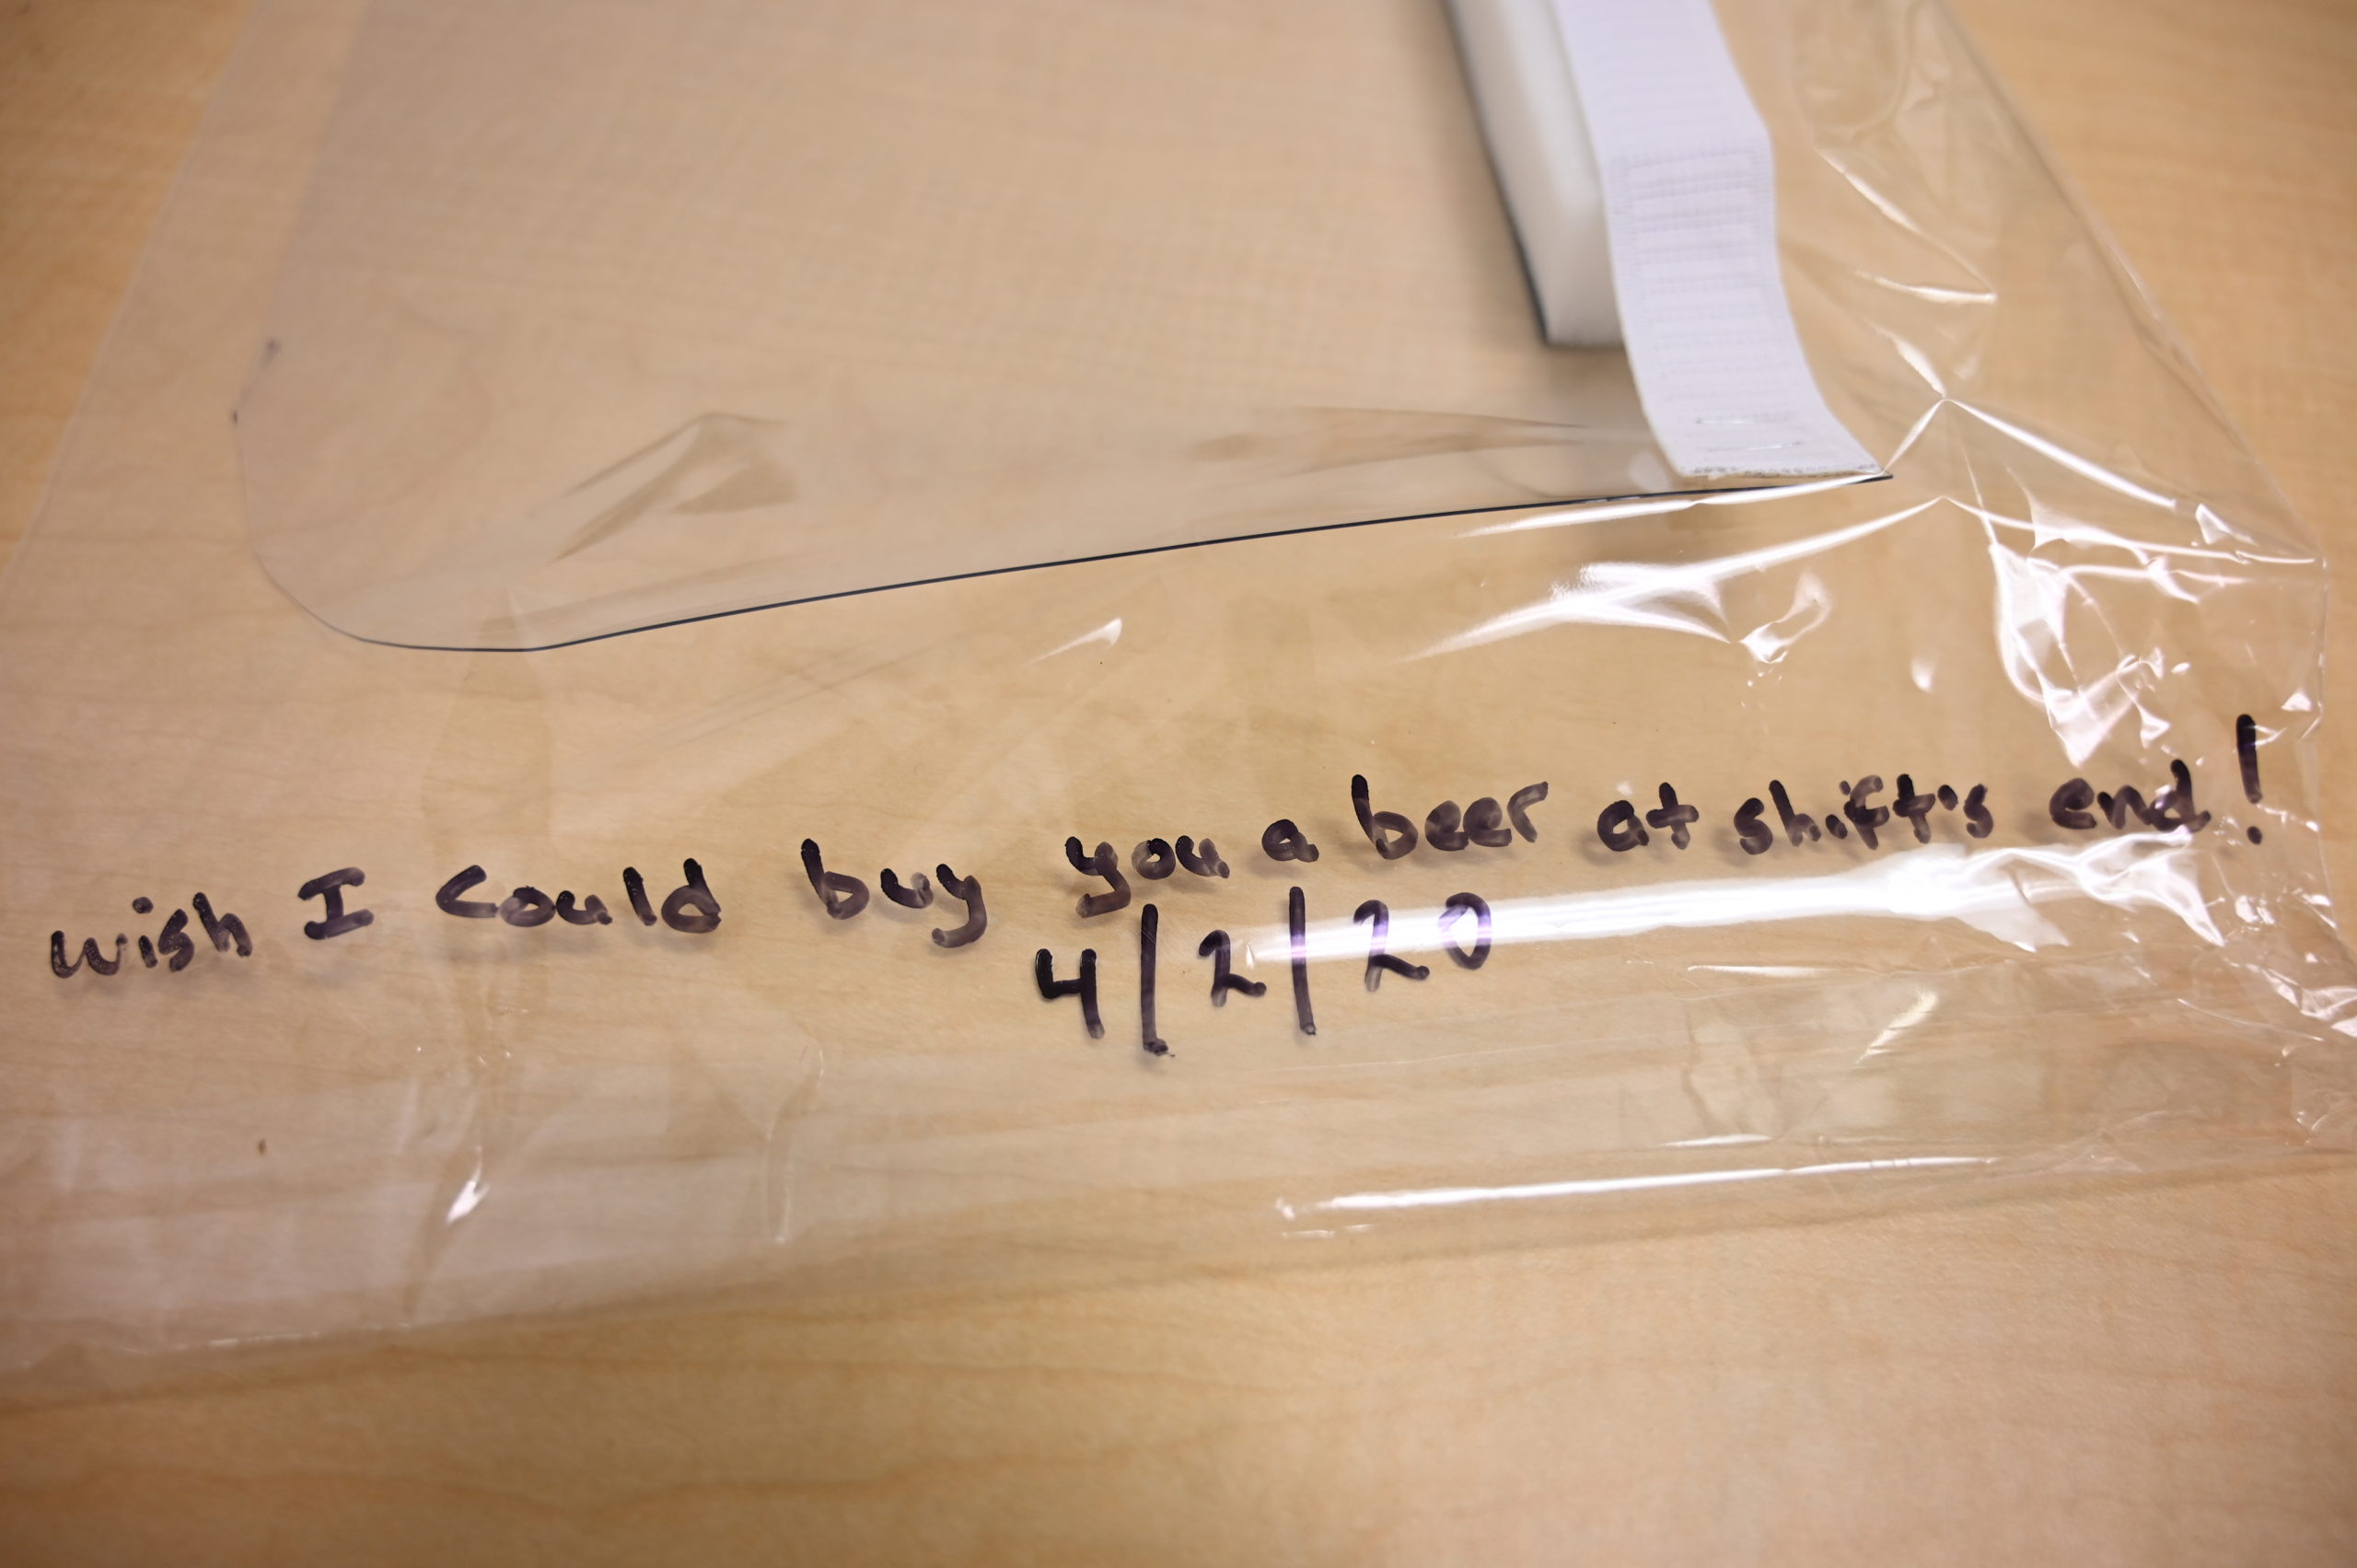 wish I could buy you a beer at shift's end!
4/2/20